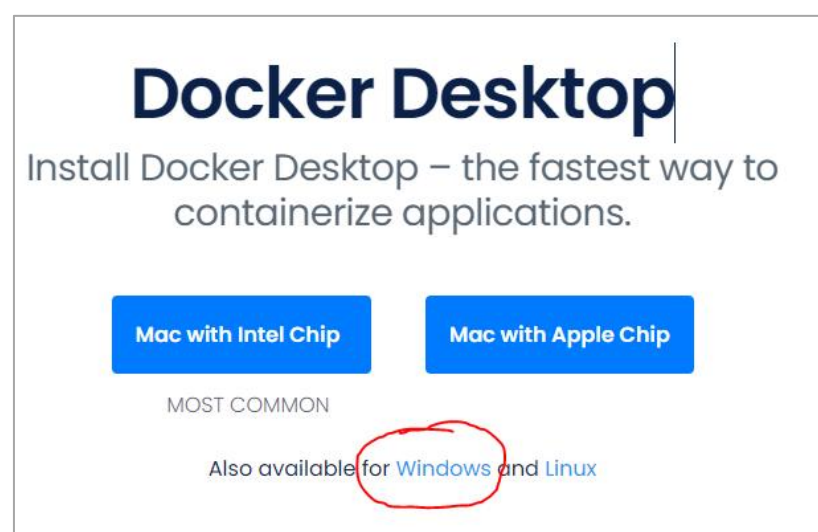 Docker Desktop
Install Docker Desktop – the fastest way to
containerize applications.
Mac with Intel Chip
Mac with Apple Chip
MOST COMMON
Also available for Windows and Linux